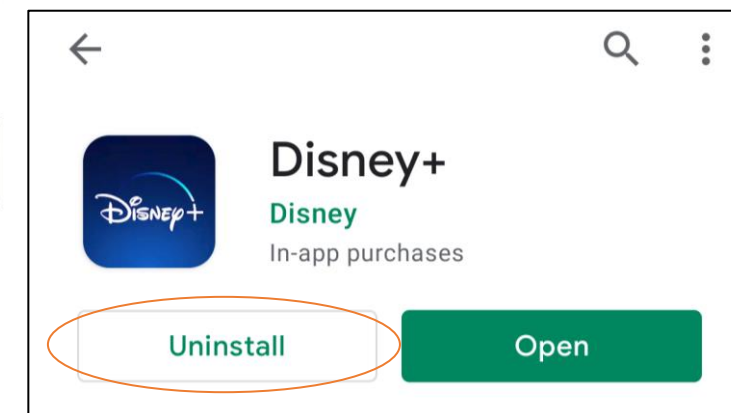 Disney+
Disney+
Disney
In-app purchases
Uninstall
Open